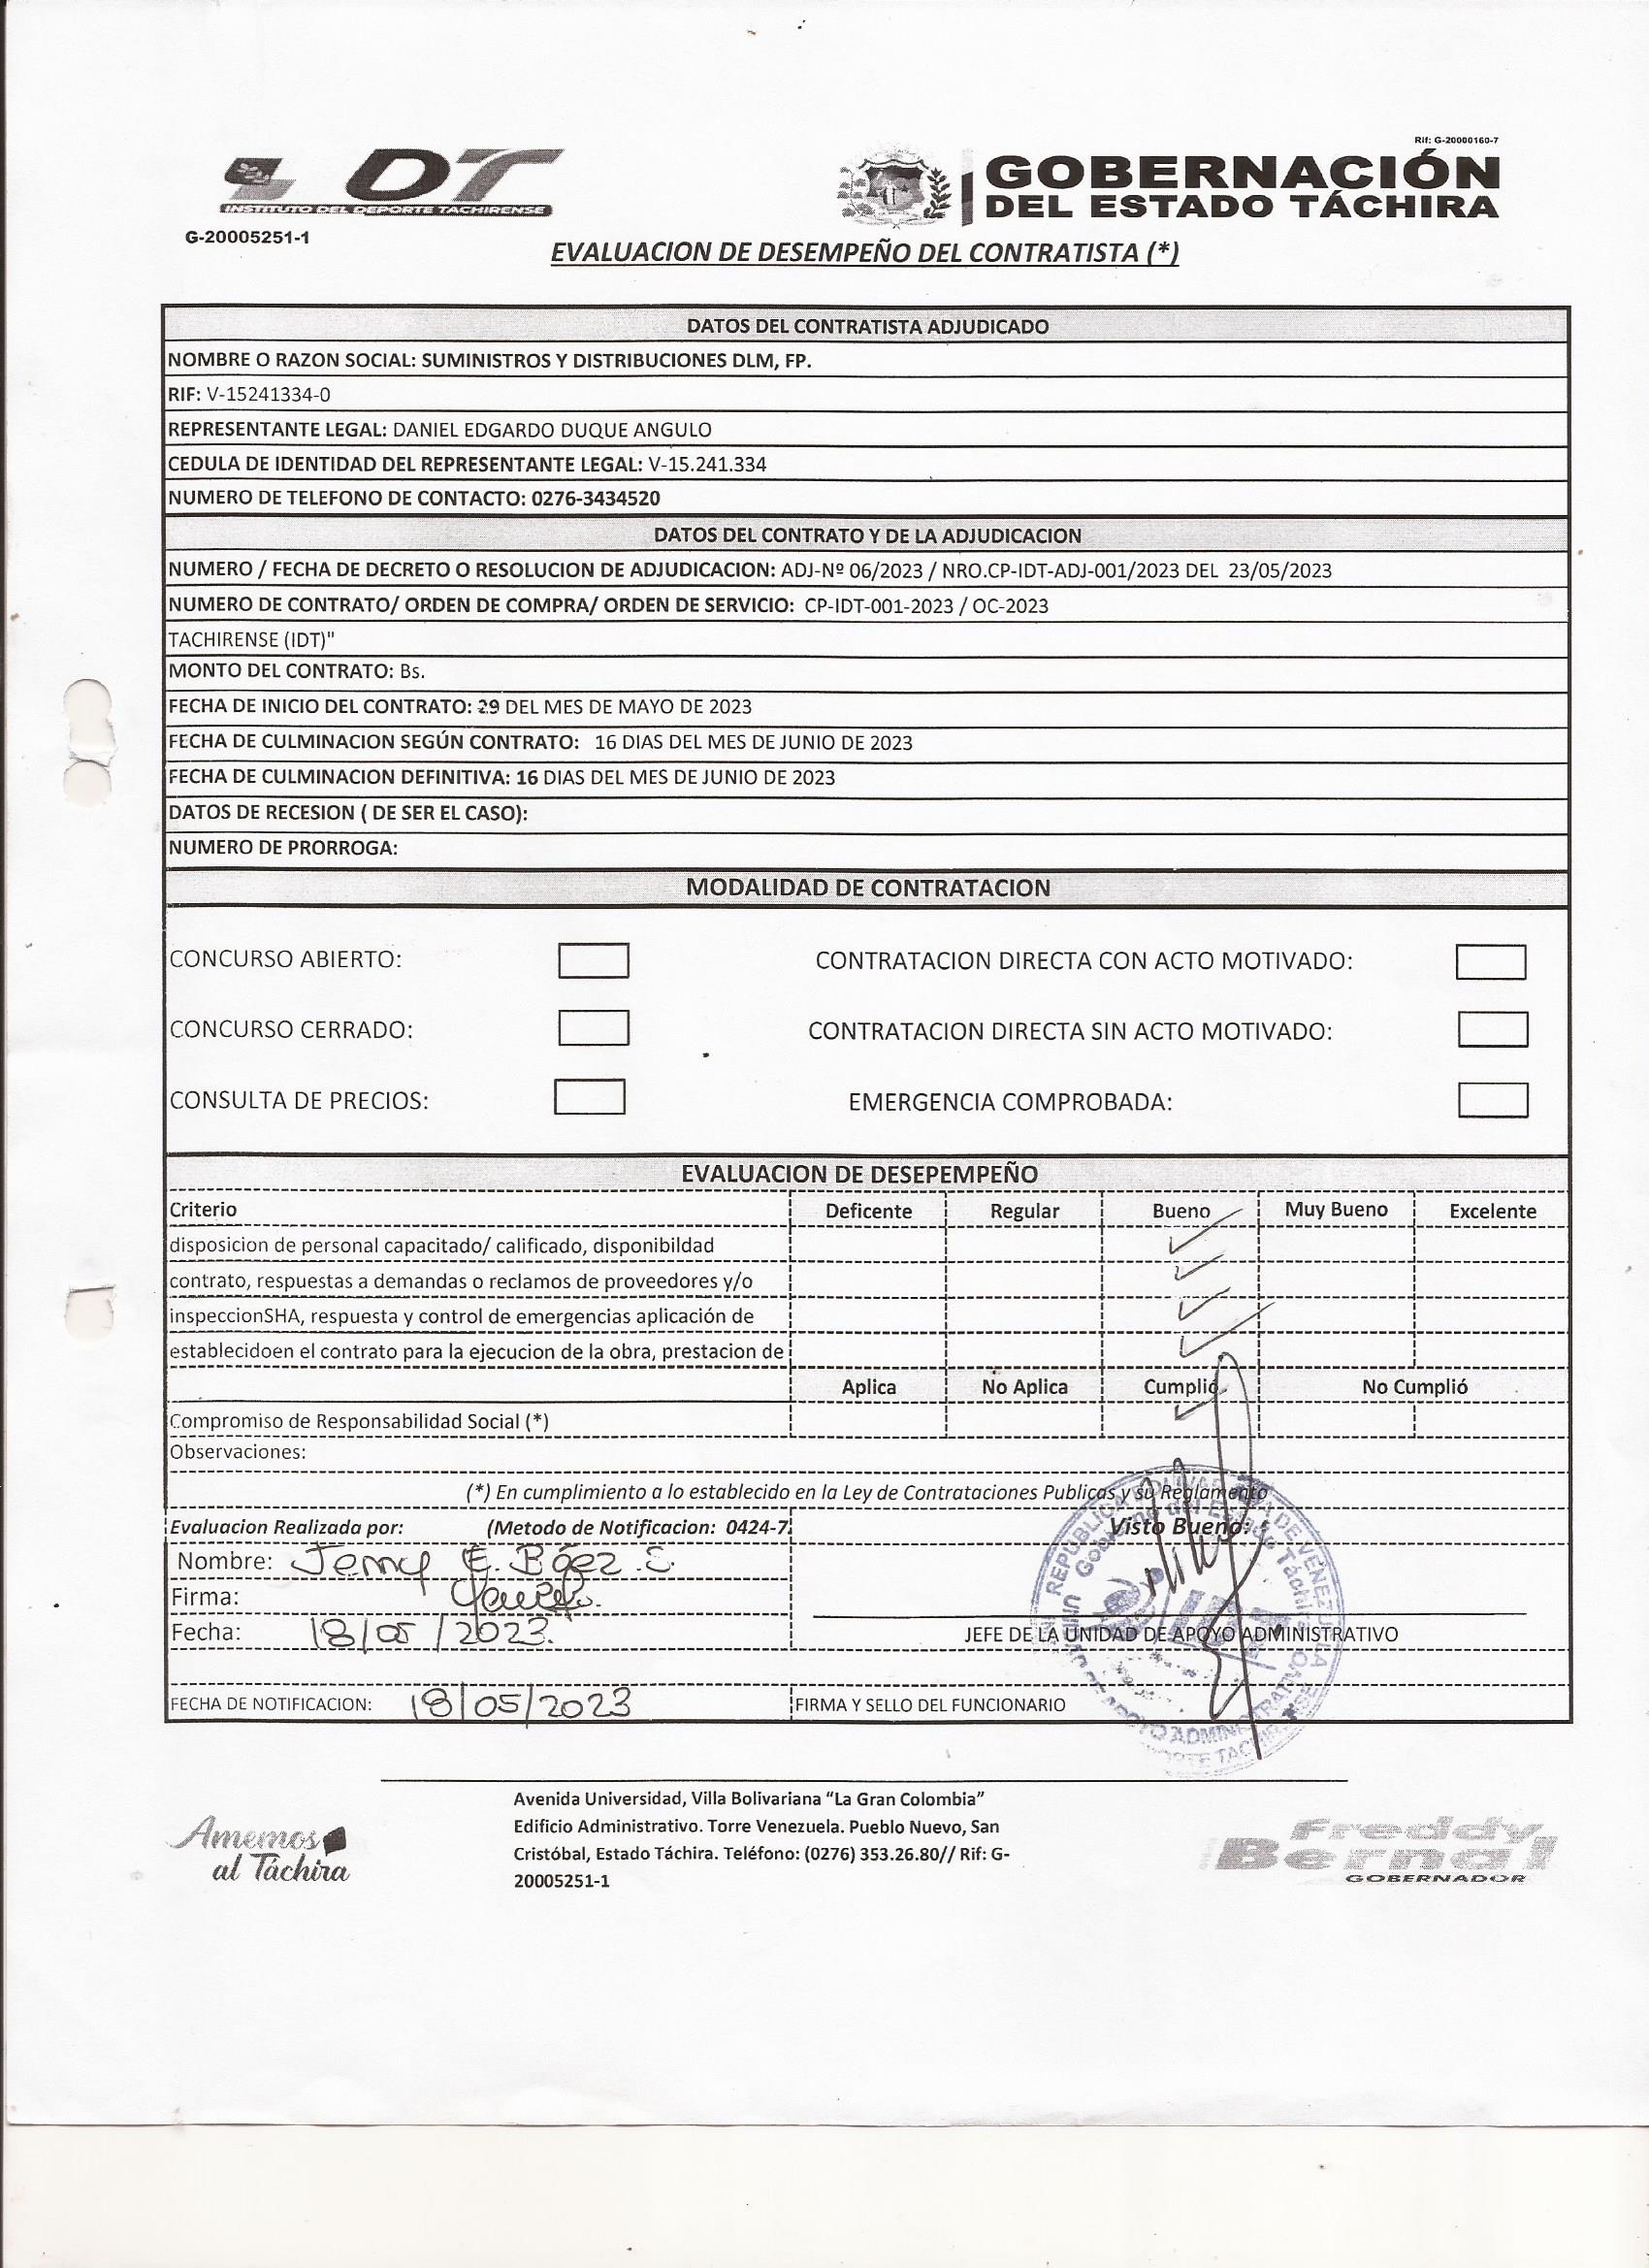 Rif: G-20000160-7
IDT
INSTITUTO DEL DEPORTE TACHIRENSE
GOBERNACIÓN
DEL ESTADO TÁCHIRA
G-20005251-1
EVALUACION DE DESEMPEÑO DEL CONTRATISTA (*)
DATOS DEL CONTRATISTA ADJUDICADO
NOMBRE O RAZON SOCIAL: SUMINISTROS Y DISTRIBUCIONES DLM, FP.
RIF: V-15241334-0
REPRESENTANTE LEGAL: DANIEL EDGARDO DUQUE ANGULO
CEDULA DE IDENTIDAD DEL REPRESENTANTE LEGAL: V-15.241.334
NUMERO DE TELEFONO DE CONTACTO: 0276-3434520
DATOS DEL CONTRATO Y DE LA ADJUDICACION
NUMERO / FECHA DE DECRETO O RESOLUCION DE ADJUDICACION: ADJ-Nº 06/2023 / NRO.CP-IDT-ADJ-001/2023 DEL 23/05/2023
NUMERO DE CONTRATO/ ORDEN DE COMPRA/ ORDEN DE SERVICIO: CP-IDT-001-2023 / OC-2023
TACHIRENSE (IDT)"
MONTO DEL CONTRATO: Bs.
FECHA DE INICIO DEL CONTRATO: 29 DEL MES DE MAYO DE 2023
FECHA DE CULMINACION SEGÚN CONTRATO: 16 DIAS DEL MES DE JUNIO DE 2023
FECHA DE CULMINACION DEFINITIVA: 16 DIAS DEL MES DE JUNIO DE 2023
DATOS DE RECESION ( DE SER EL CASO):
NUMERO DE PRORROGA:
MODALIDAD DE CONTRATACION
CONCURSO ABIERTO: CONTRATACION DIRECTA CON ACTO MOTIVADO:
CONCURSO CERRADO: CONTRATACION DIRECTA SIN ACTO MOTIVADO:
CONSULTA DE PRECIOS: EMERGENCIA COMPROBADA:
EVALUACION DE DESEPEMPEÑO
Criterio Deficente Regular Bueno Muy Bueno Excelente
disposicion de personal capacitado/ calificado, disponibildad
contrato, respuestas a demandas o reclamos de proveedores y/o
inspeccionSHA, respuesta y control de emergencias aplicación de
establecidoen el contrato para la ejecucion de la obra, prestacion de
Aplica No Aplica Cumplió No Cumplió
Compromiso de Responsabilidad Social (*)
Observaciones:
(*) En cumplimiento a lo establecido en la Ley de Contrataciones Publicas y su Reglamento
Evaluacion Realizada por: (Metodo de Notificacion: 0424-7 Visto Bueno:
Nombre: Jenny E. Báez S.
Firma:
Fecha: 18/05/2023.
JEFE DE LA UNIDAD DE APOYO ADMINISTRATIVO
FECHA DE NOTIFICACION: 18/05/2023 FIRMA Y SELLO DEL FUNCIONARIO
Avenida Universidad, Villa Bolivariana “La Gran Colombia”
Edificio Administrativo. Torre Venezuela. Pueblo Nuevo, San
Cristóbal, Estado Táchira. Teléfono: (0276) 353.26.80// Rif: G-
20005251-1
Amemos
al Táchira
Freddy
Bernal
GOBERNADOR